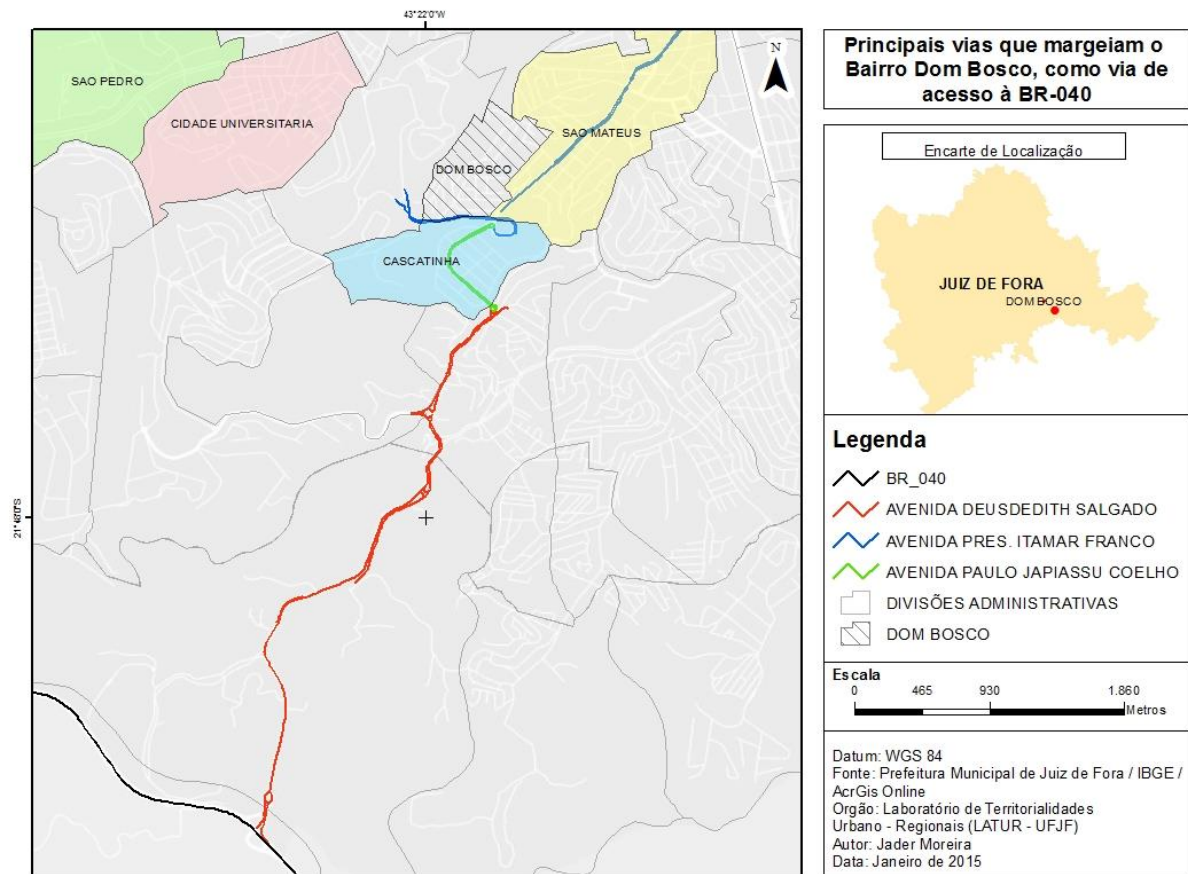 43°22'0"W
SAO PEDRO
CIDADE UNIVERSITARIA
SAO MATEUS
DOM BOSCO
CASCATINHA
N
Principais vias que margeiam o
Bairro Dom Bosco, como via de
acesso à BR-040
Encarte de Localização
JUIZ DE FORA
DOM BOSCO
Legenda
BR_040
AVENIDA DEUSDEDITH SALGADO
AVENIDA PRES. ITAMAR FRANCO
AVENIDA PAULO JAPIASSU COELHO
DIVISÕES ADMINISTRATIVAS
DOM BOSCO
Escala
0 465 930 1.860
Metros
Datum: WGS 84
Fonte: Prefeitura Municipal de Juiz de Fora / IBGE /
AcrGis Online
Orgão: Laboratório de Territorialidades
Urbano - Regionais (LATUR - UFJF)
Autor: Jader Moreira
Data: Janeiro de 2015